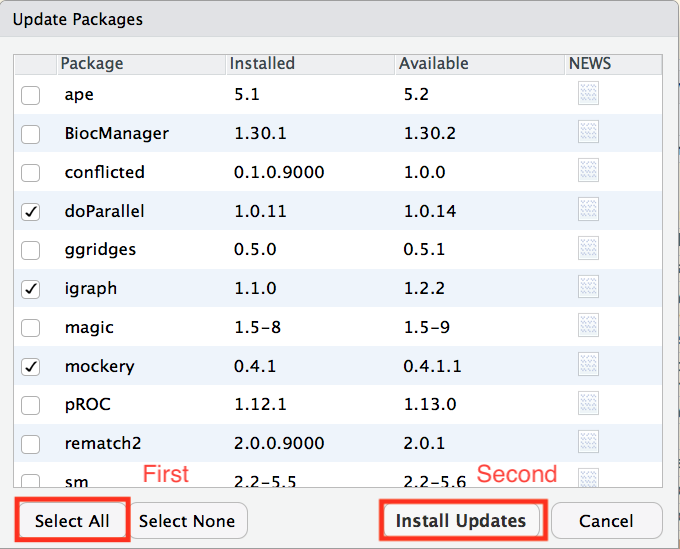 Update Packages
Package Installed Available NEWS
ape 5.1 5.2
BiocManager 1.30.1 1.30.2
conflicted 0.1.0.9000 1.0.0
doParallel 1.0.11 1.0.14
ggridges 0.5.0 0.5.1
igraph 1.1.0 1.2.2
magic 1.5-8 1.5-9
mockery 0.4.1 0.4.1.1
pROC 1.12.1 1.13.0
rematch2 2.0.0.9000 2.0.1
sm 2.2-5.5 2.2-5.6
First Second
Select All Select None Install Updates Cancel